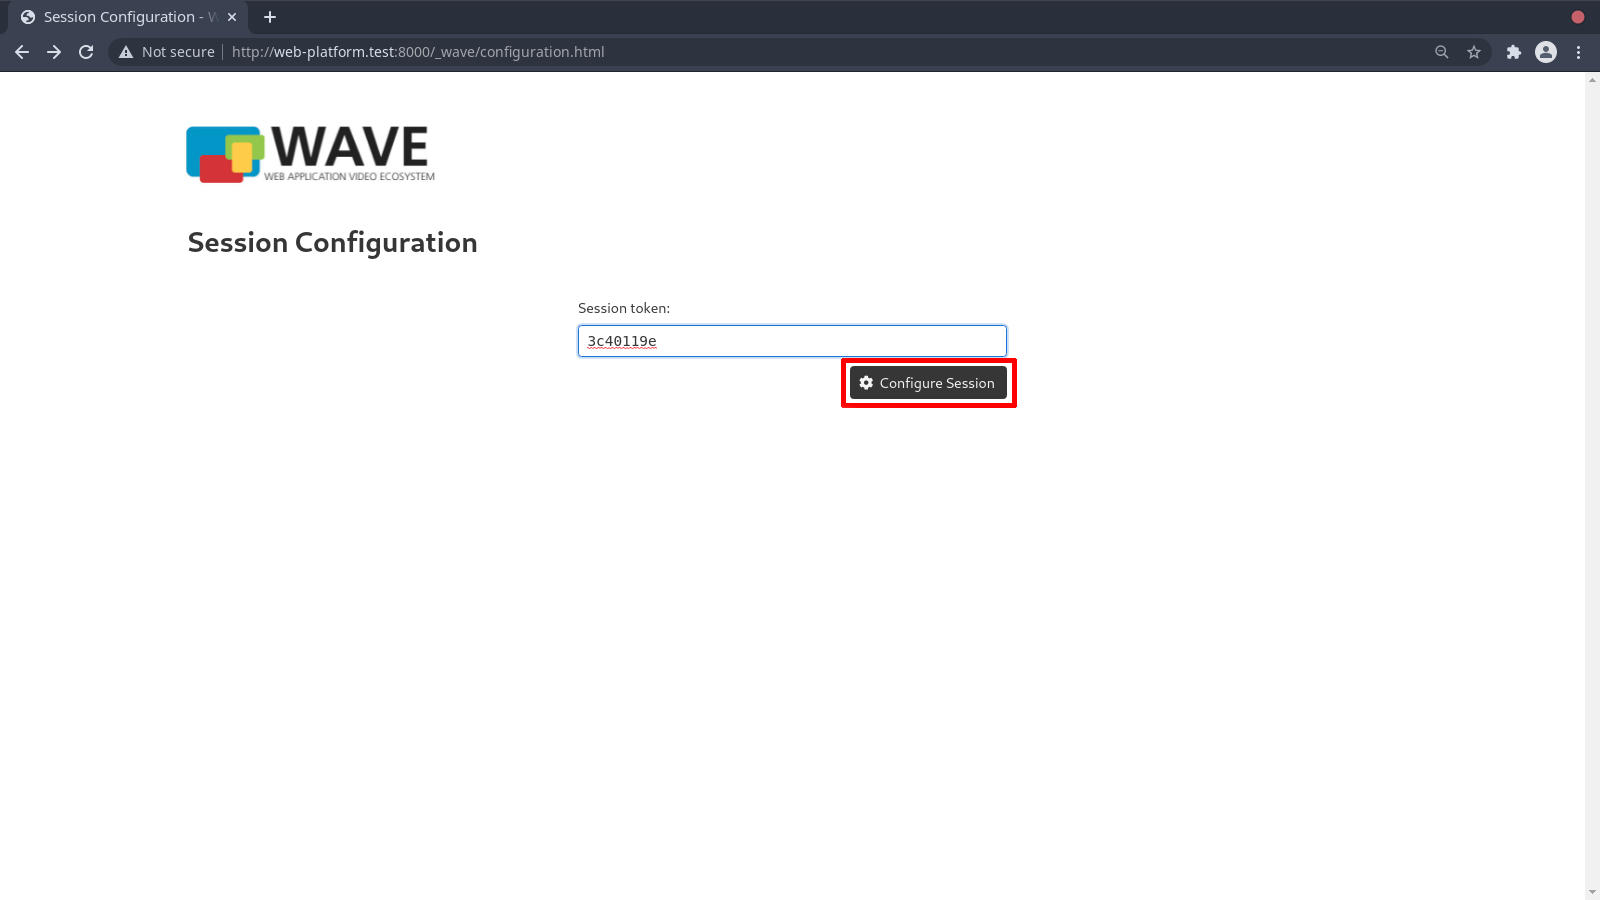 Session Configuration - W
Not secure
http://web-platform.test:8000/_wave/configuration.html
WAVE
WEB APPLICATION VIDEO ECOSYSTEM
Session Configuration
Session token:
3c40119e
Configure Session